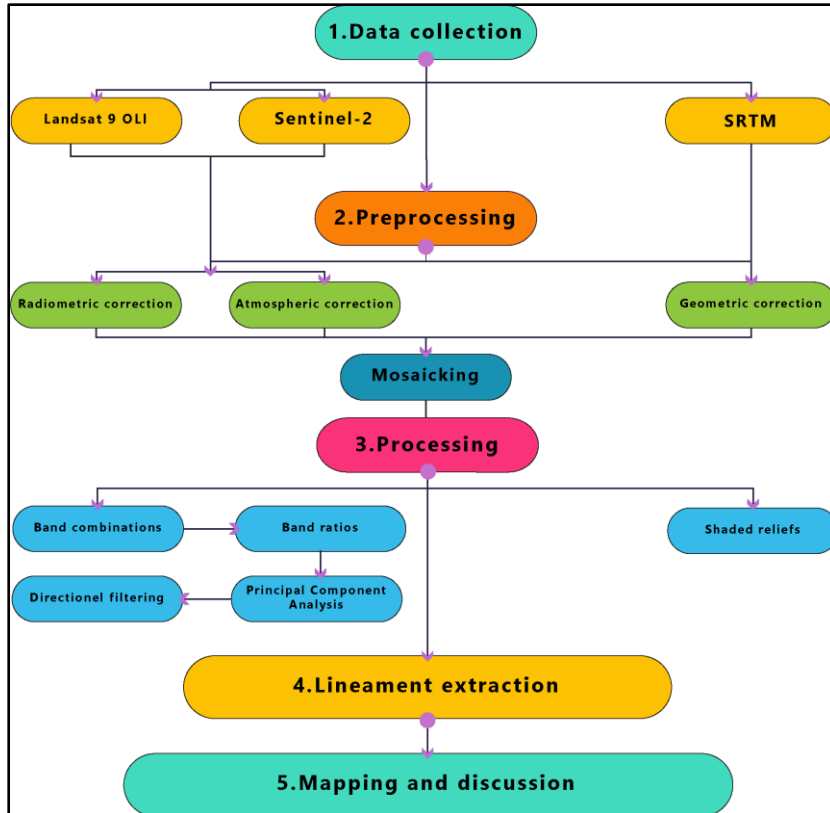 1.Data collection
Landsat 9 OLI
Sentinel-2
SRTM
2.Preprocessing
Radiometric correction
Atmospheric correction
Geometric correction
Mosaicking
3.Processing
Band combinations
Band ratios
Shaded reliefs
Directionel filtering
Principal Component
Analysis
4.Lineament extraction
5.Mapping and discussion